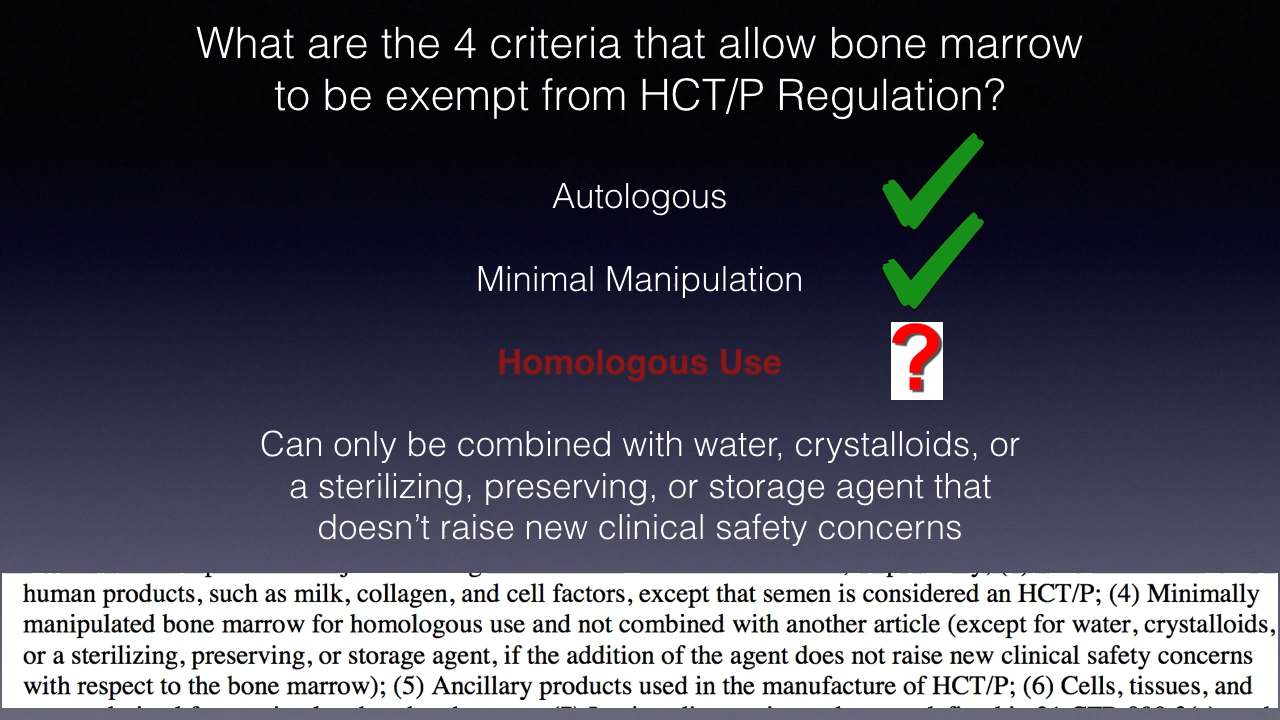 What are the 4 criteria that allow bone marrow
to be exempt from HCT/P Regulation?
Autologous
Minimal Manipulation
Homologous Use
?
Can only be combined with water, crystalloids, or
a sterilizing, preserving, or storage agent that
doesn’t raise new clinical safety concerns
human products, such as milk, collagen, and cell factors, except that semen is considered an HCT/P; (4) Minimally
manipulated bone marrow for homologous use and not combined with another article (except for water, crystalloids,
or a sterilizing, preserving, or storage agent, if the addition of the agent does not raise new clinical safety concerns
with respect to the bone marrow); (5) Ancillary products used in the manufacture of HCT/P; (6) Cells, tissues, and